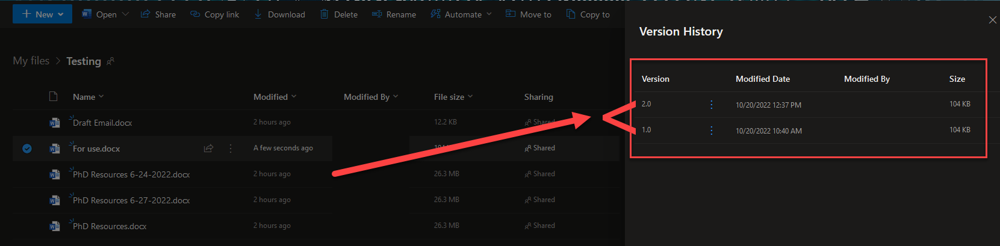 New Open Share Copy link Download Delete Rename Automate Move to Copy to
Version History
My files > Testing
Version Modified Date Modified By Size
Name Modified Modified By File size Sharing
2.0 10/20/2022 12:37 PM 104 KB
Draft Email.docx 2 hours ago 12.2 KB Shared
1.0 10/20/2022 10:40 AM 104 KB
For use.docx A few seconds ago Shared
PhD Resources 6-24-2022.docx 2 hours ago 26.3 MB Shared
PhD Resources 6-27-2022.docx 2 hours ago 26.3 MB Shared
PhD Resources.docx 2 hours ago 26.3 MB Shared